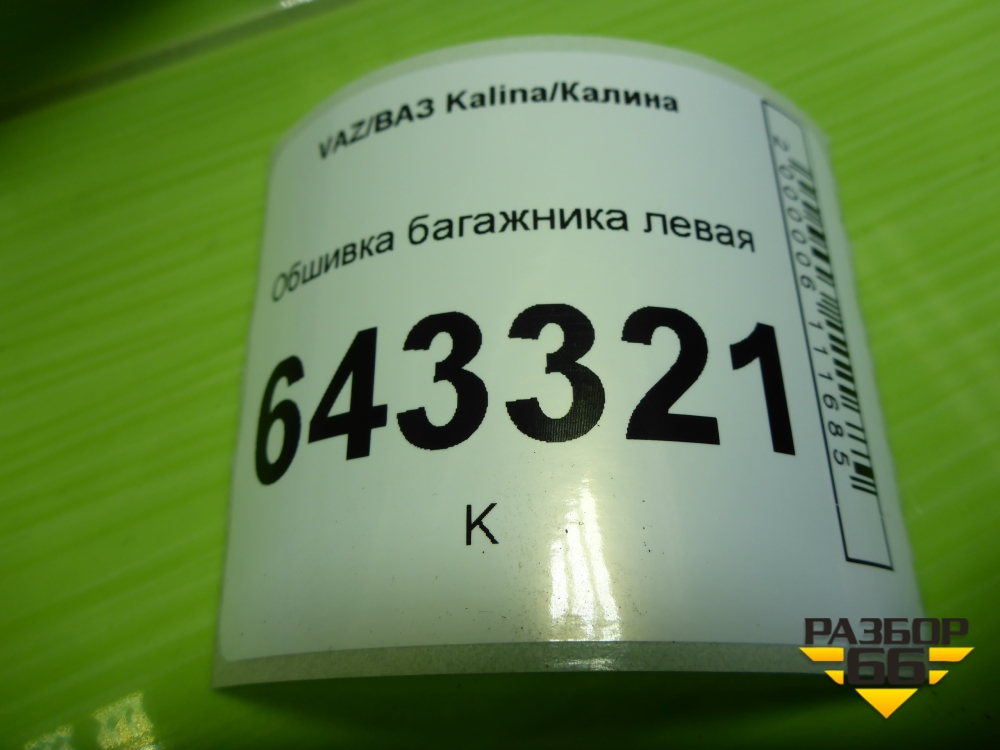 VAZ/ВАЗ Kalina/Калина
Обшивка багажника левая
643321
К
2000006111685
РАЗБОР
66